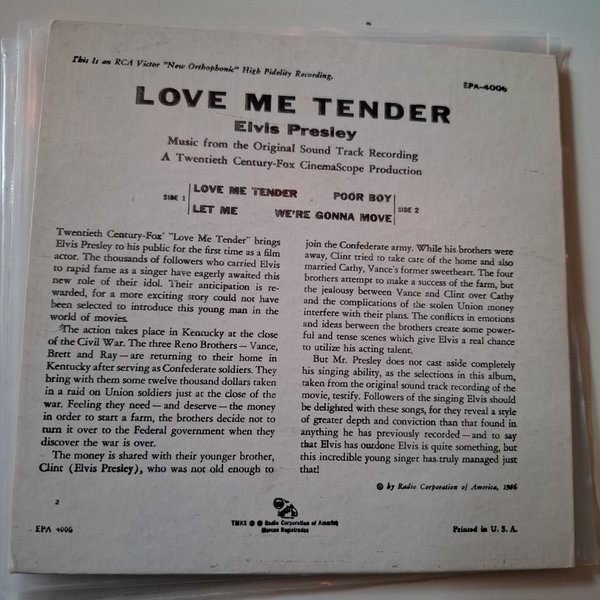 This Is an RCA Victor "New Orthophonic" High Fidelity Recording.
EPA-4006
LOVE ME TENDER
Elvis Presley
Music from the Original Sound Track Recording
A Twentieth Century-Fox CinemaScope Production
SIDE 1
LOVE ME TENDER
LET ME
POOR BOY
WE'RE GONNA MOVE
SIDE 2
Twentieth Century-Fox' "Love Me Tender" brings
Elvis Presley to his public for the first time as a film
actor. The thousands of followers who carried Elvis
to rapid fame as a singer have eagerly awaited this
new role of their idol. Their anticipation is re-
warded, for a more exciting story could not have
been selected to introduce this young man in the
world of movies.
The action takes place in Kentucky at the close
of the Civil War. The three Reno Brothers — Vance,
Brett and Ray — are returning to their home in
Kentucky after serving as Confederate soldiers. They
bring with them some twelve thousand dollars taken
in a raid on Union soldiers just at the close of the
war. Feeling they need — and deserve — the money
in order to start a farm, the brothers decide not to
turn it over to the Federal government when they
discover the war is over.
The money is shared with their younger brother,
Clint (Elvis Presley), who was not old enough to
join the Confederate army. While his brothers were
away, Clint tried to take care of the home and also
married Cathy, Vance's former sweetheart. The four
brothers attempt to make a success of the farm, but
the jealousy between Vance and Clint over Cathy
and the complications of the stolen Union money
interfere with their plans. The conflicts in emotions
and ideas between the brothers create some power-
ful and tense scenes which give Elvis a real chance
to utilize his acting talent.
But Mr. Presley does not cast aside completely
his singing ability, as the selections in this album,
taken from the original sound track recording of the
movie, testify. Followers of the singing Elvis should
be delighted with these songs, for they reveal a style
of greater depth and conviction than that found in
anything he has previously recorded — and to say
that Elvis has outdone Elvis is quite something, but
this incredible young singer has truly managed just
that!
© by Radio Corporation of America, 1956
2
EPA 4006
TMKS ® ® Radio Corporation of America
Marcas Registradas
Printed in U. S. A.